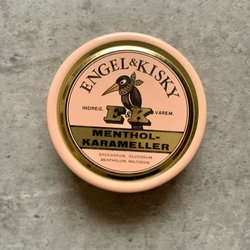 ENGEL & KISKY
INDREG. VAREM.
E&K
MENTHOL-
KARAMELLER
SACCHARUM, GLUCOSUM
MENTHOLUM, MALTOSUM